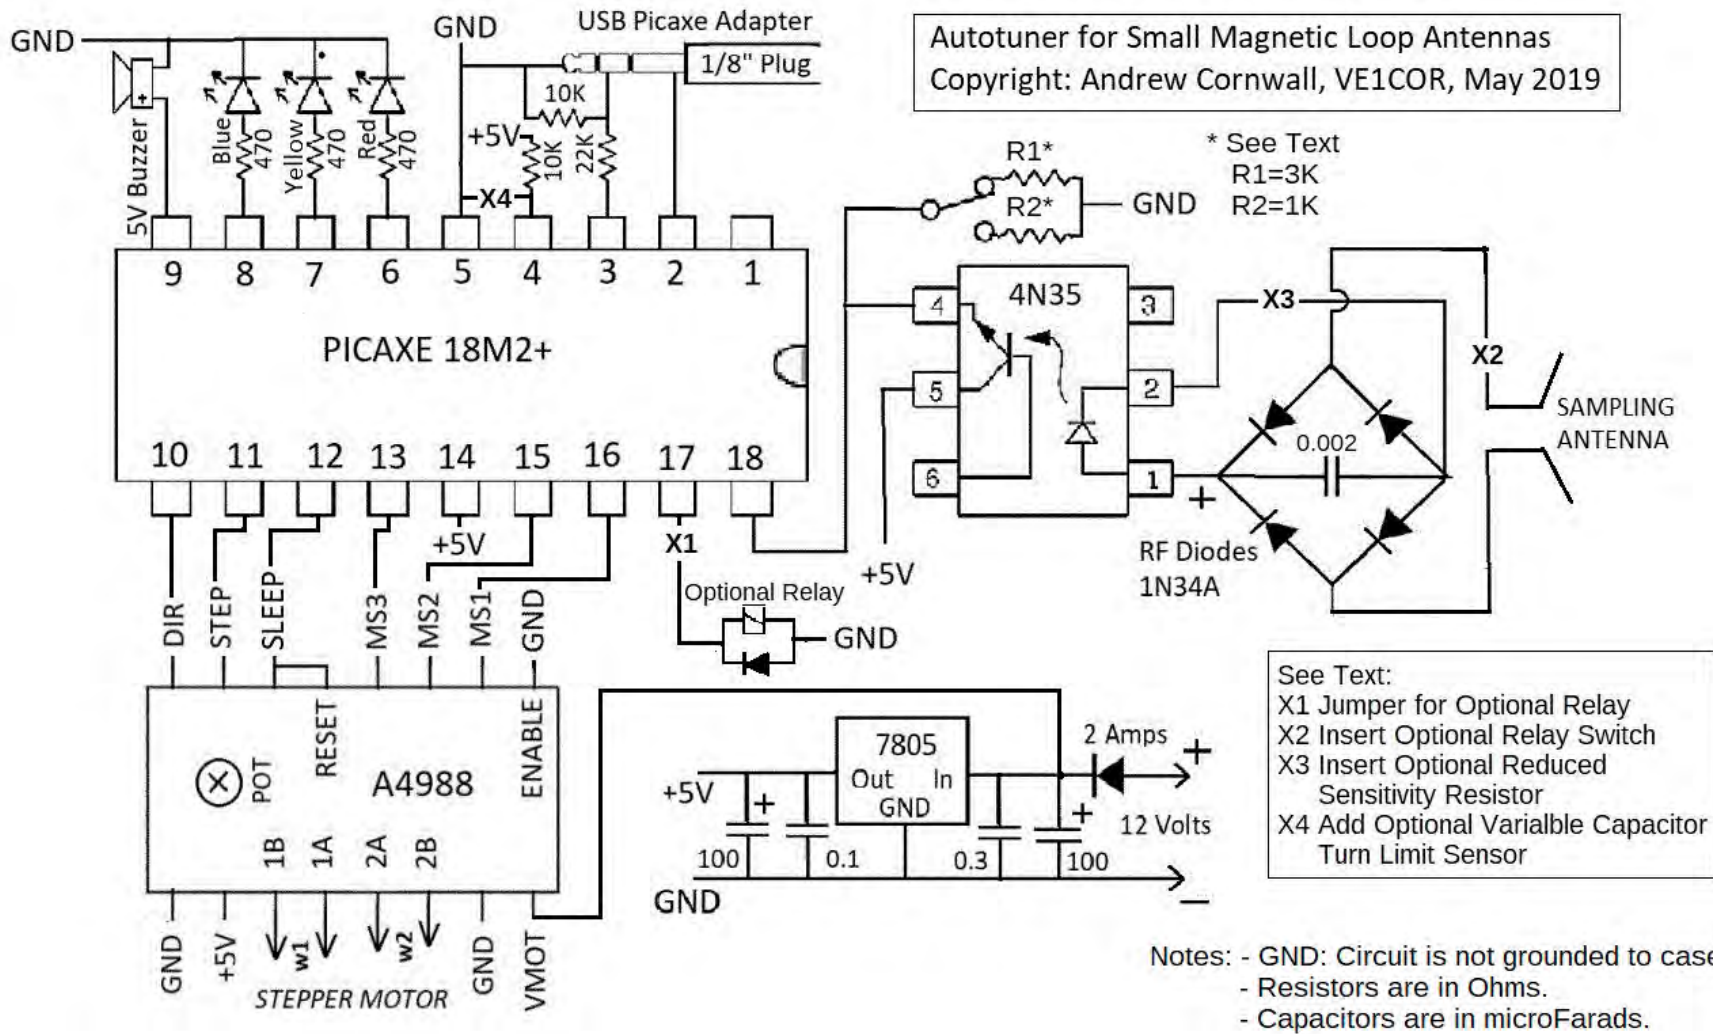 GND
GND
USB Picaxe Adapter
1/8" Plug
Autotuner for Small Magnetic Loop Antennas
Copyright: Andrew Cornwall, VE1COR, May 2019
5V Buzzer
+
Blue
470
Yellow
470
Red
470
10K
+5V
10K
22K
X4
R1*
R2*
GND
* See Text
R1=3K
R2=1K
9 8 7 6 5 4 3 2 1
PICAXE 18M2+
10 11 12 13 14 15 16 17 18
4N35
4
5
6
3
2
1
X3
X2
SAMPLING
ANTENNA
0.002
+
RF Diodes
1N34A
+5V
+5V
X1
Optional Relay
GND
DIR
STEP
SLEEP
MS3
MS2
MS1
GND
RESET
ENABLE
POT
A4988
1B
1A
2A
2B
GND
+5V
w1
w2
GND
VMOT
STEPPER MOTOR
7805
Out In
GND
+5V
+
100
0.1
0.3
+
100
2 Amps
+
12 Volts
GND
−
See Text:
X1 Jumper for Optional Relay
X2 Insert Optional Relay Switch
X3 Insert Optional Reduced
Sensitivity Resistor
X4 Add Optional Varialble Capacitor
Turn Limit Sensor
Notes: - GND: Circuit is not grounded to case
- Resistors are in Ohms.
- Capacitors are in microFarads.